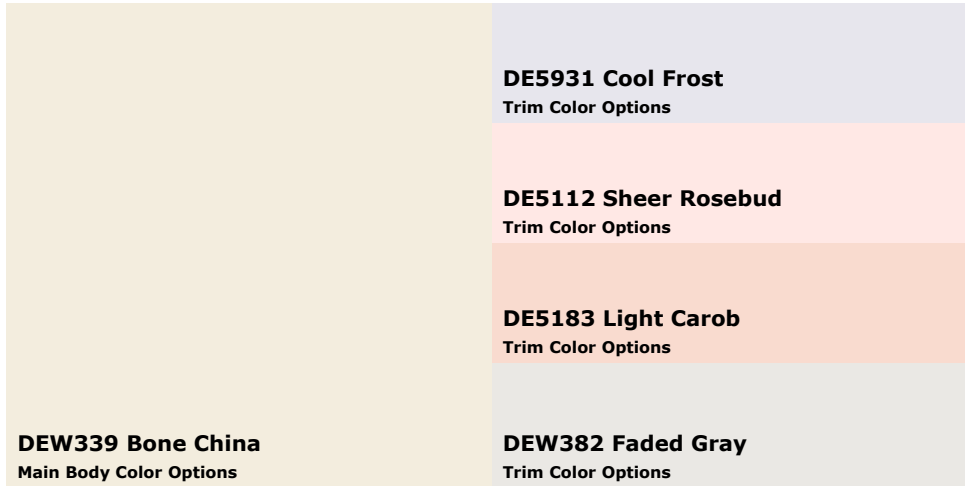 DE5931 Cool Frost
Trim Color Options
DE5112 Sheer Rosebud
Trim Color Options
DE5183 Light Carob
Trim Color Options
DEW339 Bone China
Main Body Color Options
DEW382 Faded Gray
Trim Color Options